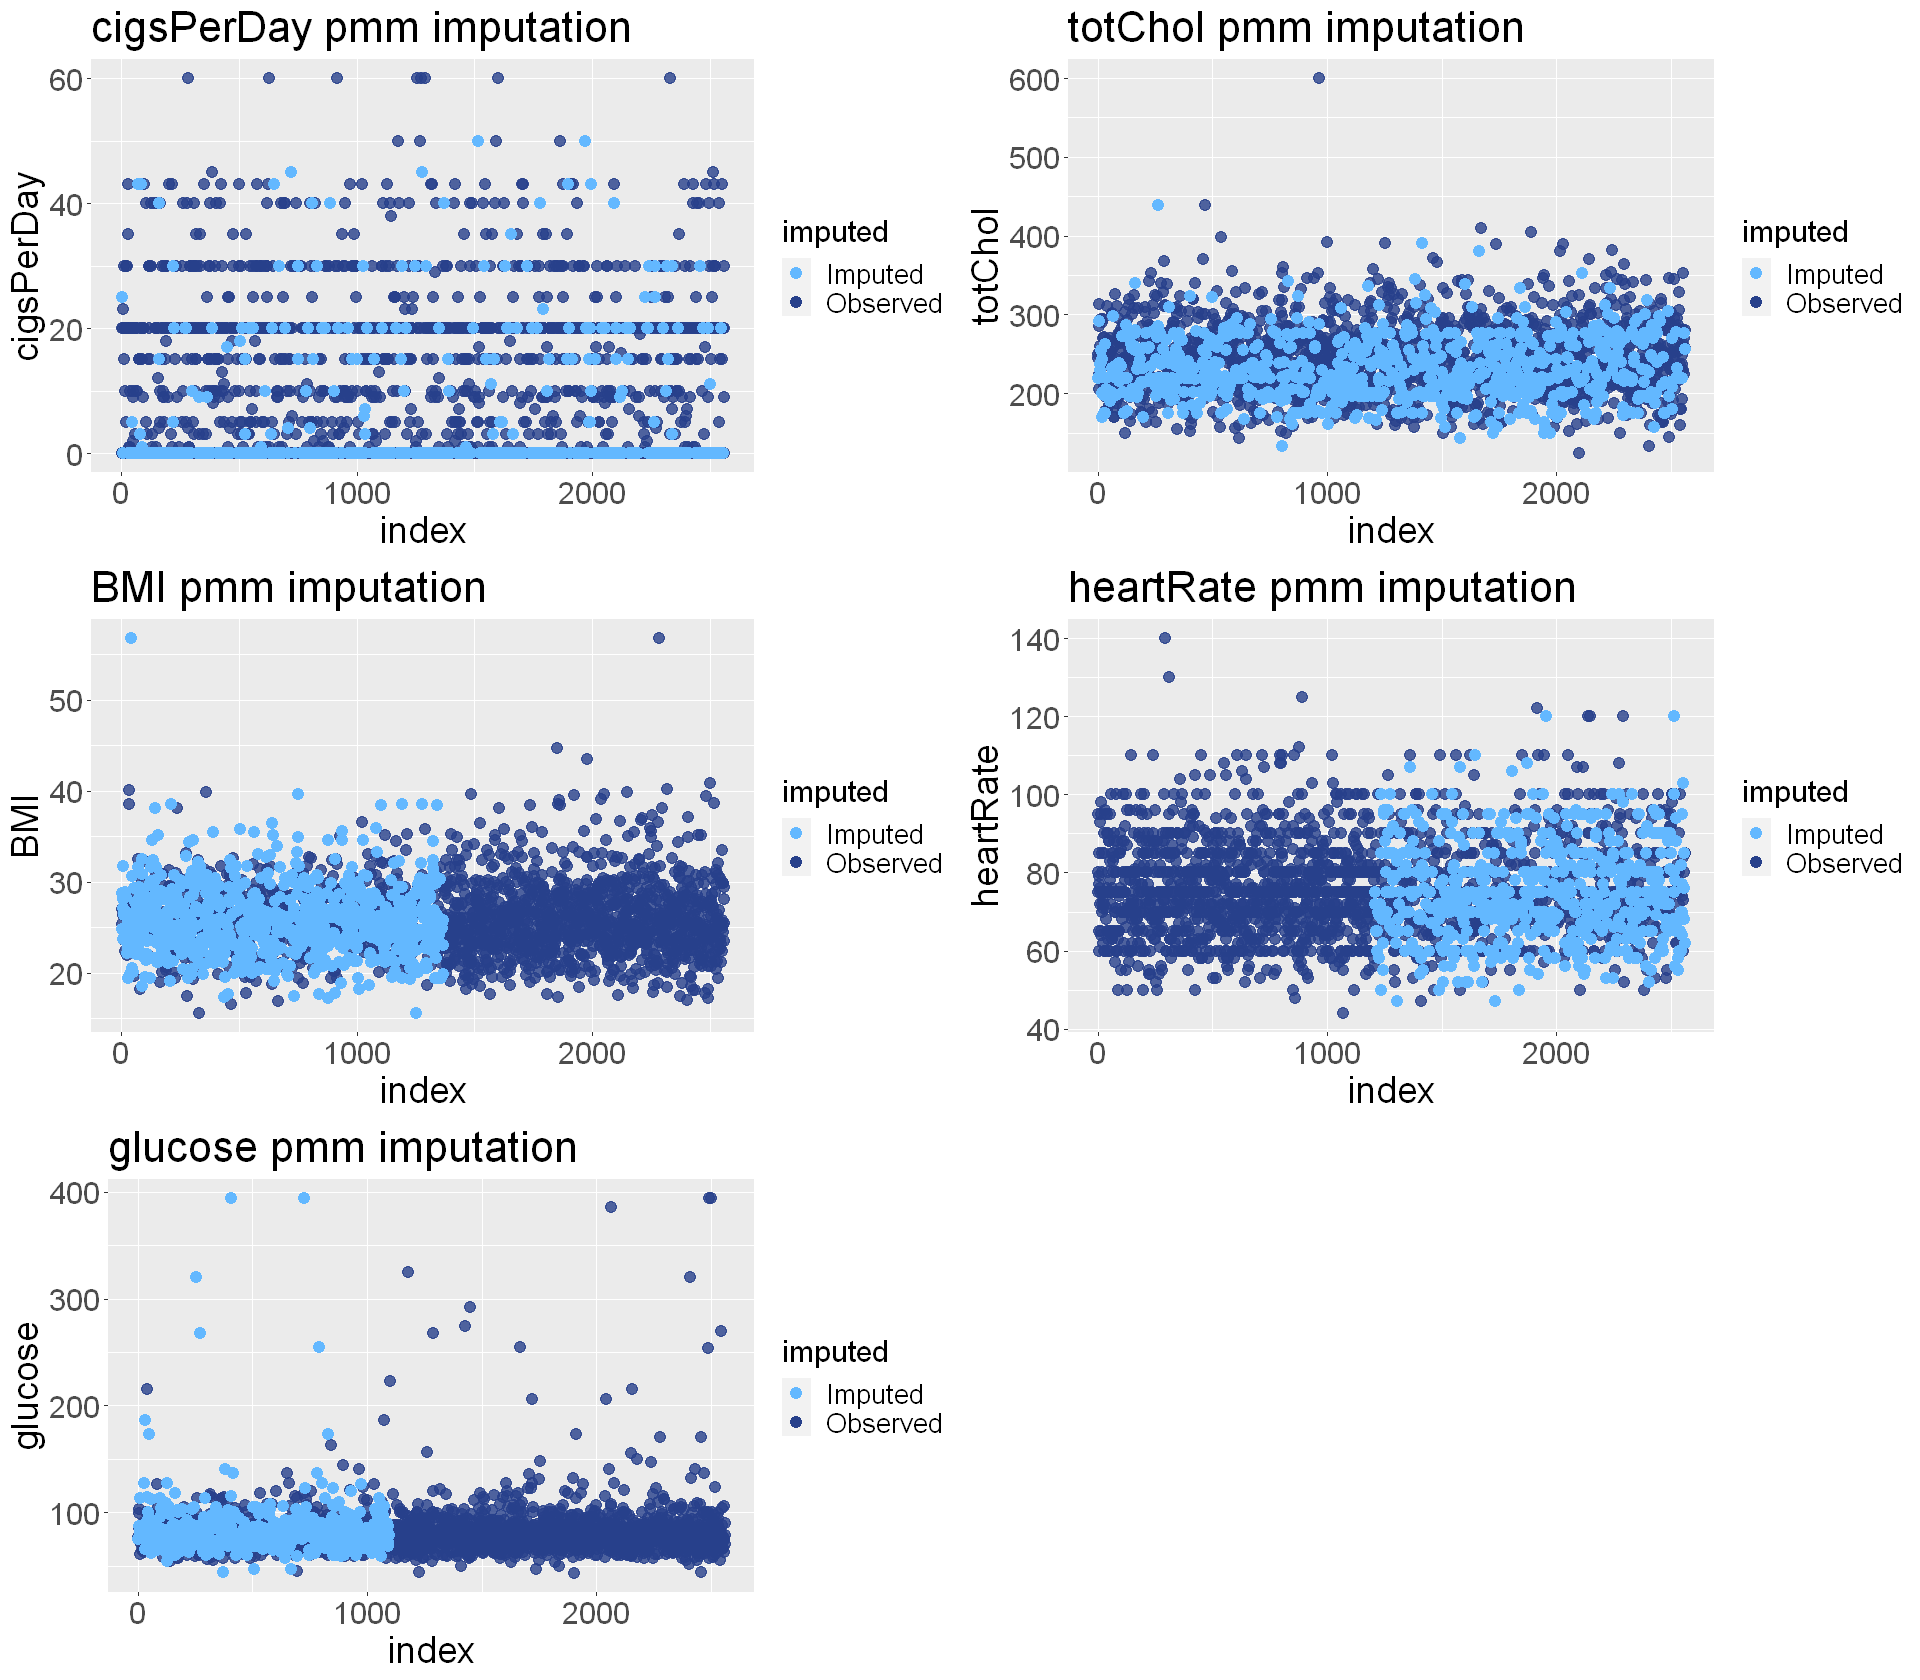 cigsPerDay pmm imputation
cigsPerDay
60
40
20
0
0 1000 2000
index
imputed
Imputed
Observed
totChol pmm imputation
totChol
600
500
400
300
200
0 1000 2000
index
imputed
Imputed
Observed
BMI pmm imputation
BMI
50
40
30
20
0 1000 2000
index
imputed
Imputed
Observed
heartRate pmm imputation
heartRate
140
120
100
80
60
40
0 1000 2000
index
imputed
Imputed
Observed
glucose pmm imputation
glucose
400
300
200
100
0 1000 2000
index
imputed
Imputed
Observed